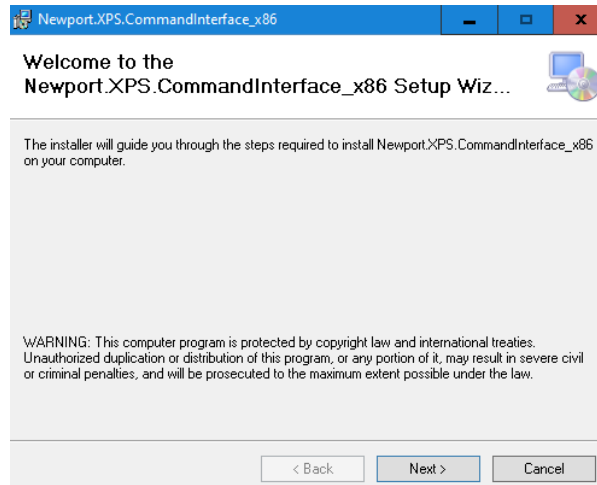 Newport.XPS.CommandInterface_x86
Welcome to the
Newport.XPS.CommandInterface_x86 Setup Wiz...
The installer will guide you through the steps required to install Newport.XPS.CommandInterface_x86
on your computer.
WARNING: This computer program is protected by copyright law and international treaties.
Unauthorized duplication or distribution of this program, or any portion of it, may result in severe civil
or criminal penalties, and will be prosecuted to the maximum extent possible under the law.
< Back
Next >
Cancel